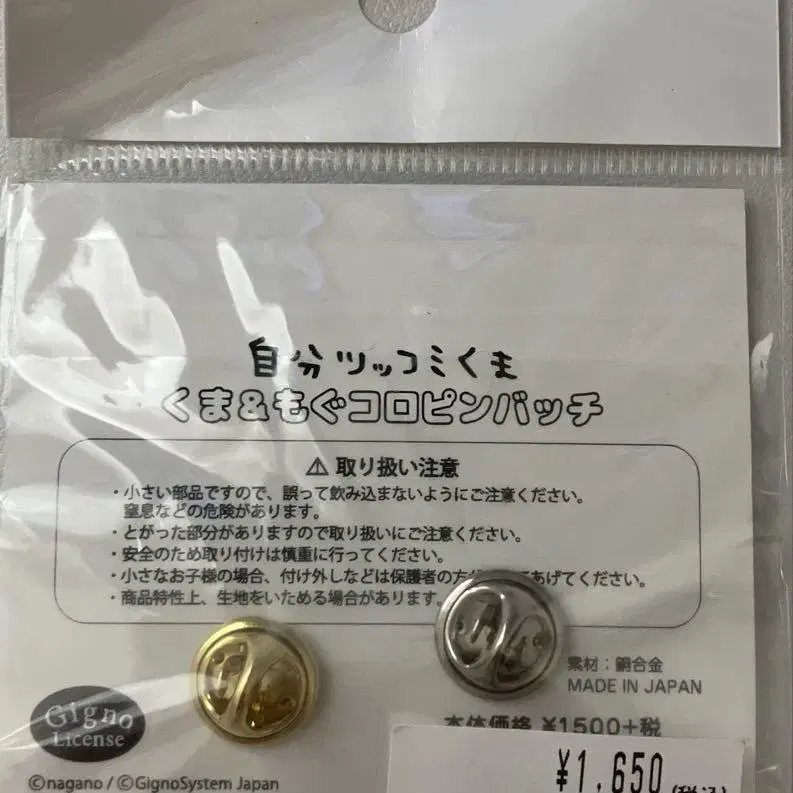 自分ツッコミくま
くま&もぐコロピンバッチ
⚠ 取り扱い注意
・小さい部品ですので、誤って飲み込まないようにご注意ください。
窒息などの危険があります。
・とがった部分がありますので取り扱いにご注意ください。
・安全のため取り付けは慎重に行ってください。
・小さなお子様の場合、付け外しなどは保護者の方が てあげてください。
・商品特性上、生地をいためる場合があります。
素材：銅合金
MADE IN JAPAN
本体価格 ¥1500+税
¥1,650 (税込)
Gigno
License
©nagano / ©GignoSystem Japan